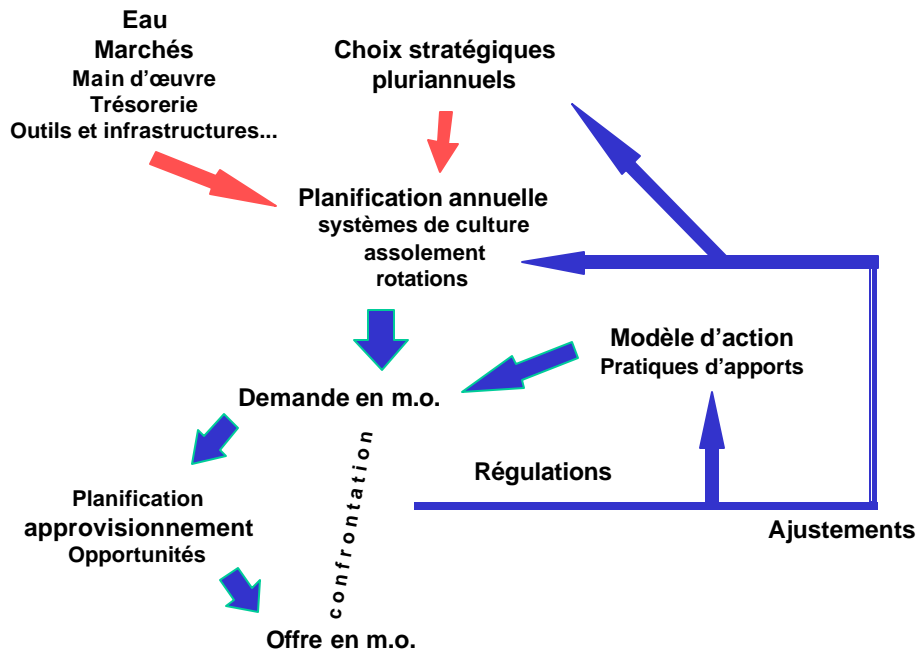 Eau
Marchés
Main d'œuvre
Trésorerie
Outils et infrastructures...
Choix stratégiques
pluriannuels
Planification annuelle
systèmes de culture
assolement
rotations
Modèle d'action
Pratiques d'apports
Demande en m.o.
confrontation
Régulations
Planification
approvisionnement
Opportunités
Ajustements
Offre en m.o.